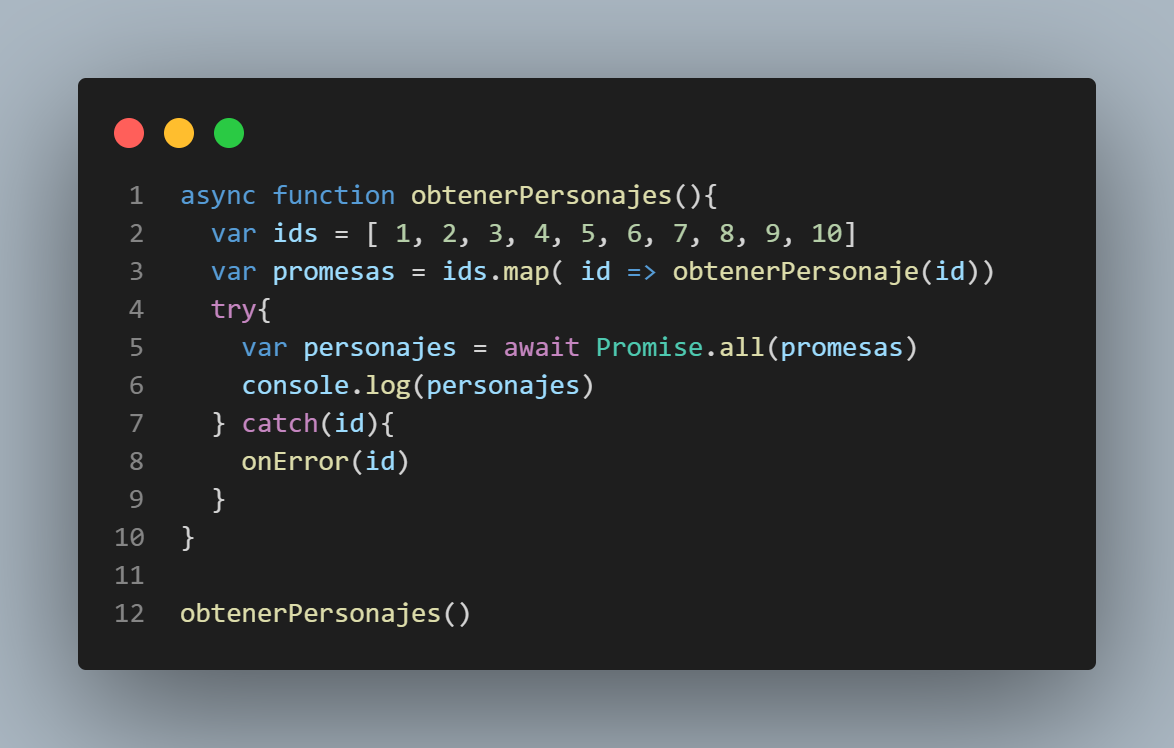 1 async function obtenerPersonajes(){
2   var ids = [ 1, 2, 3, 4, 5, 6, 7, 8, 9, 10]
3   var promesas = ids.map( id => obtenerPersonaje(id))
4   try{
5     var personajes = await Promise.all(promesas)
6     console.log(personajes)
7   } catch(id){
8     onError(id)
9   }
10 }
11
12 obtenerPersonajes()